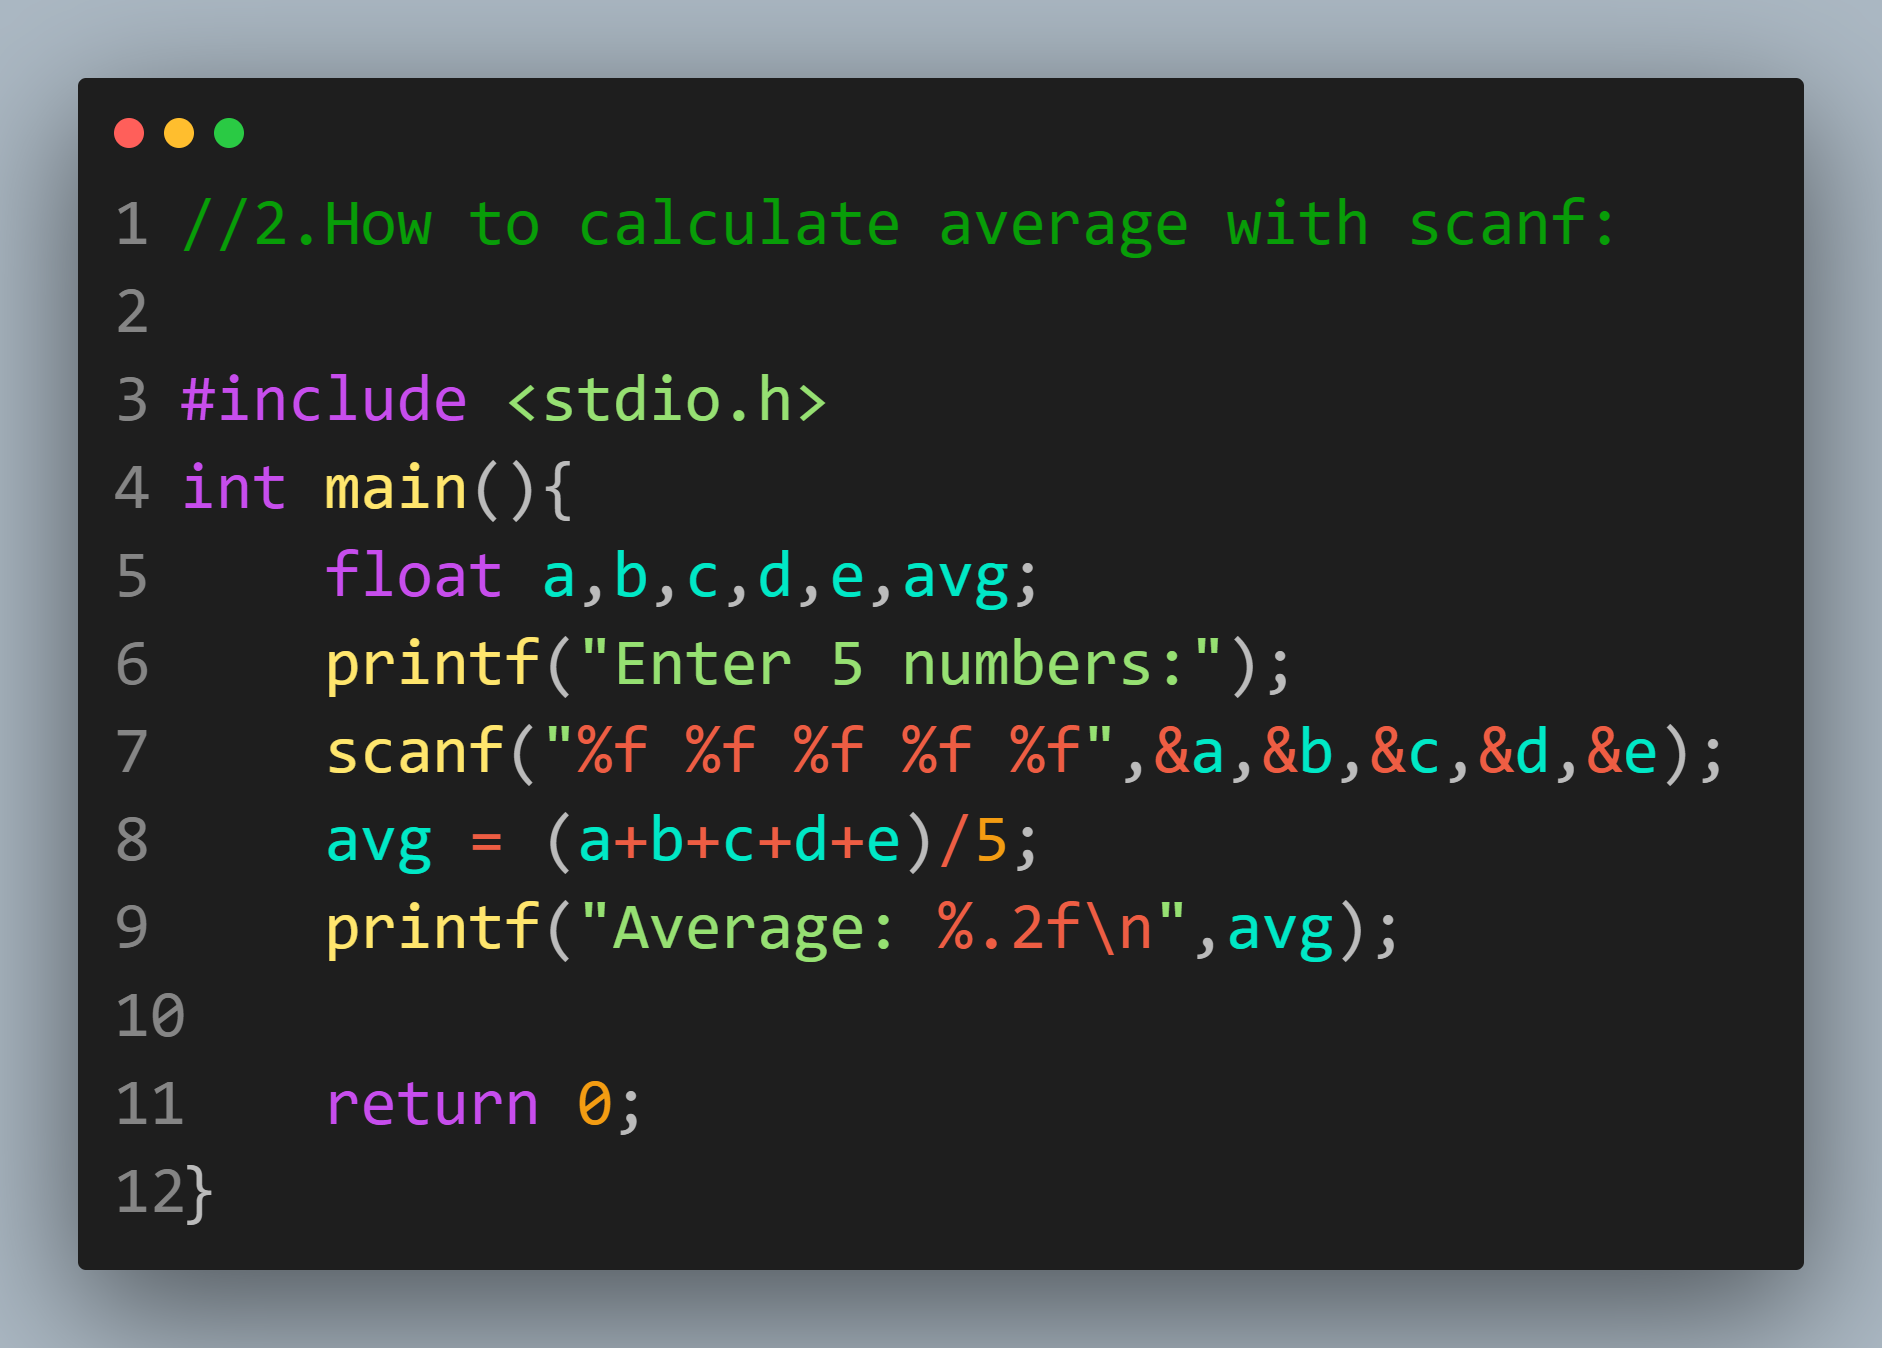 1 //2.How to calculate average with scanf:
2
3 #include <stdio.h>
4 int main(){
5     float a,b,c,d,e,avg;
6     printf("Enter 5 numbers:");
7     scanf("%f %f %f %f %f",&a,&b,&c,&d,&e);
8     avg = (a+b+c+d+e)/5;
9     printf("Average: %.2f\n",avg);
10
11    return 0;
12}